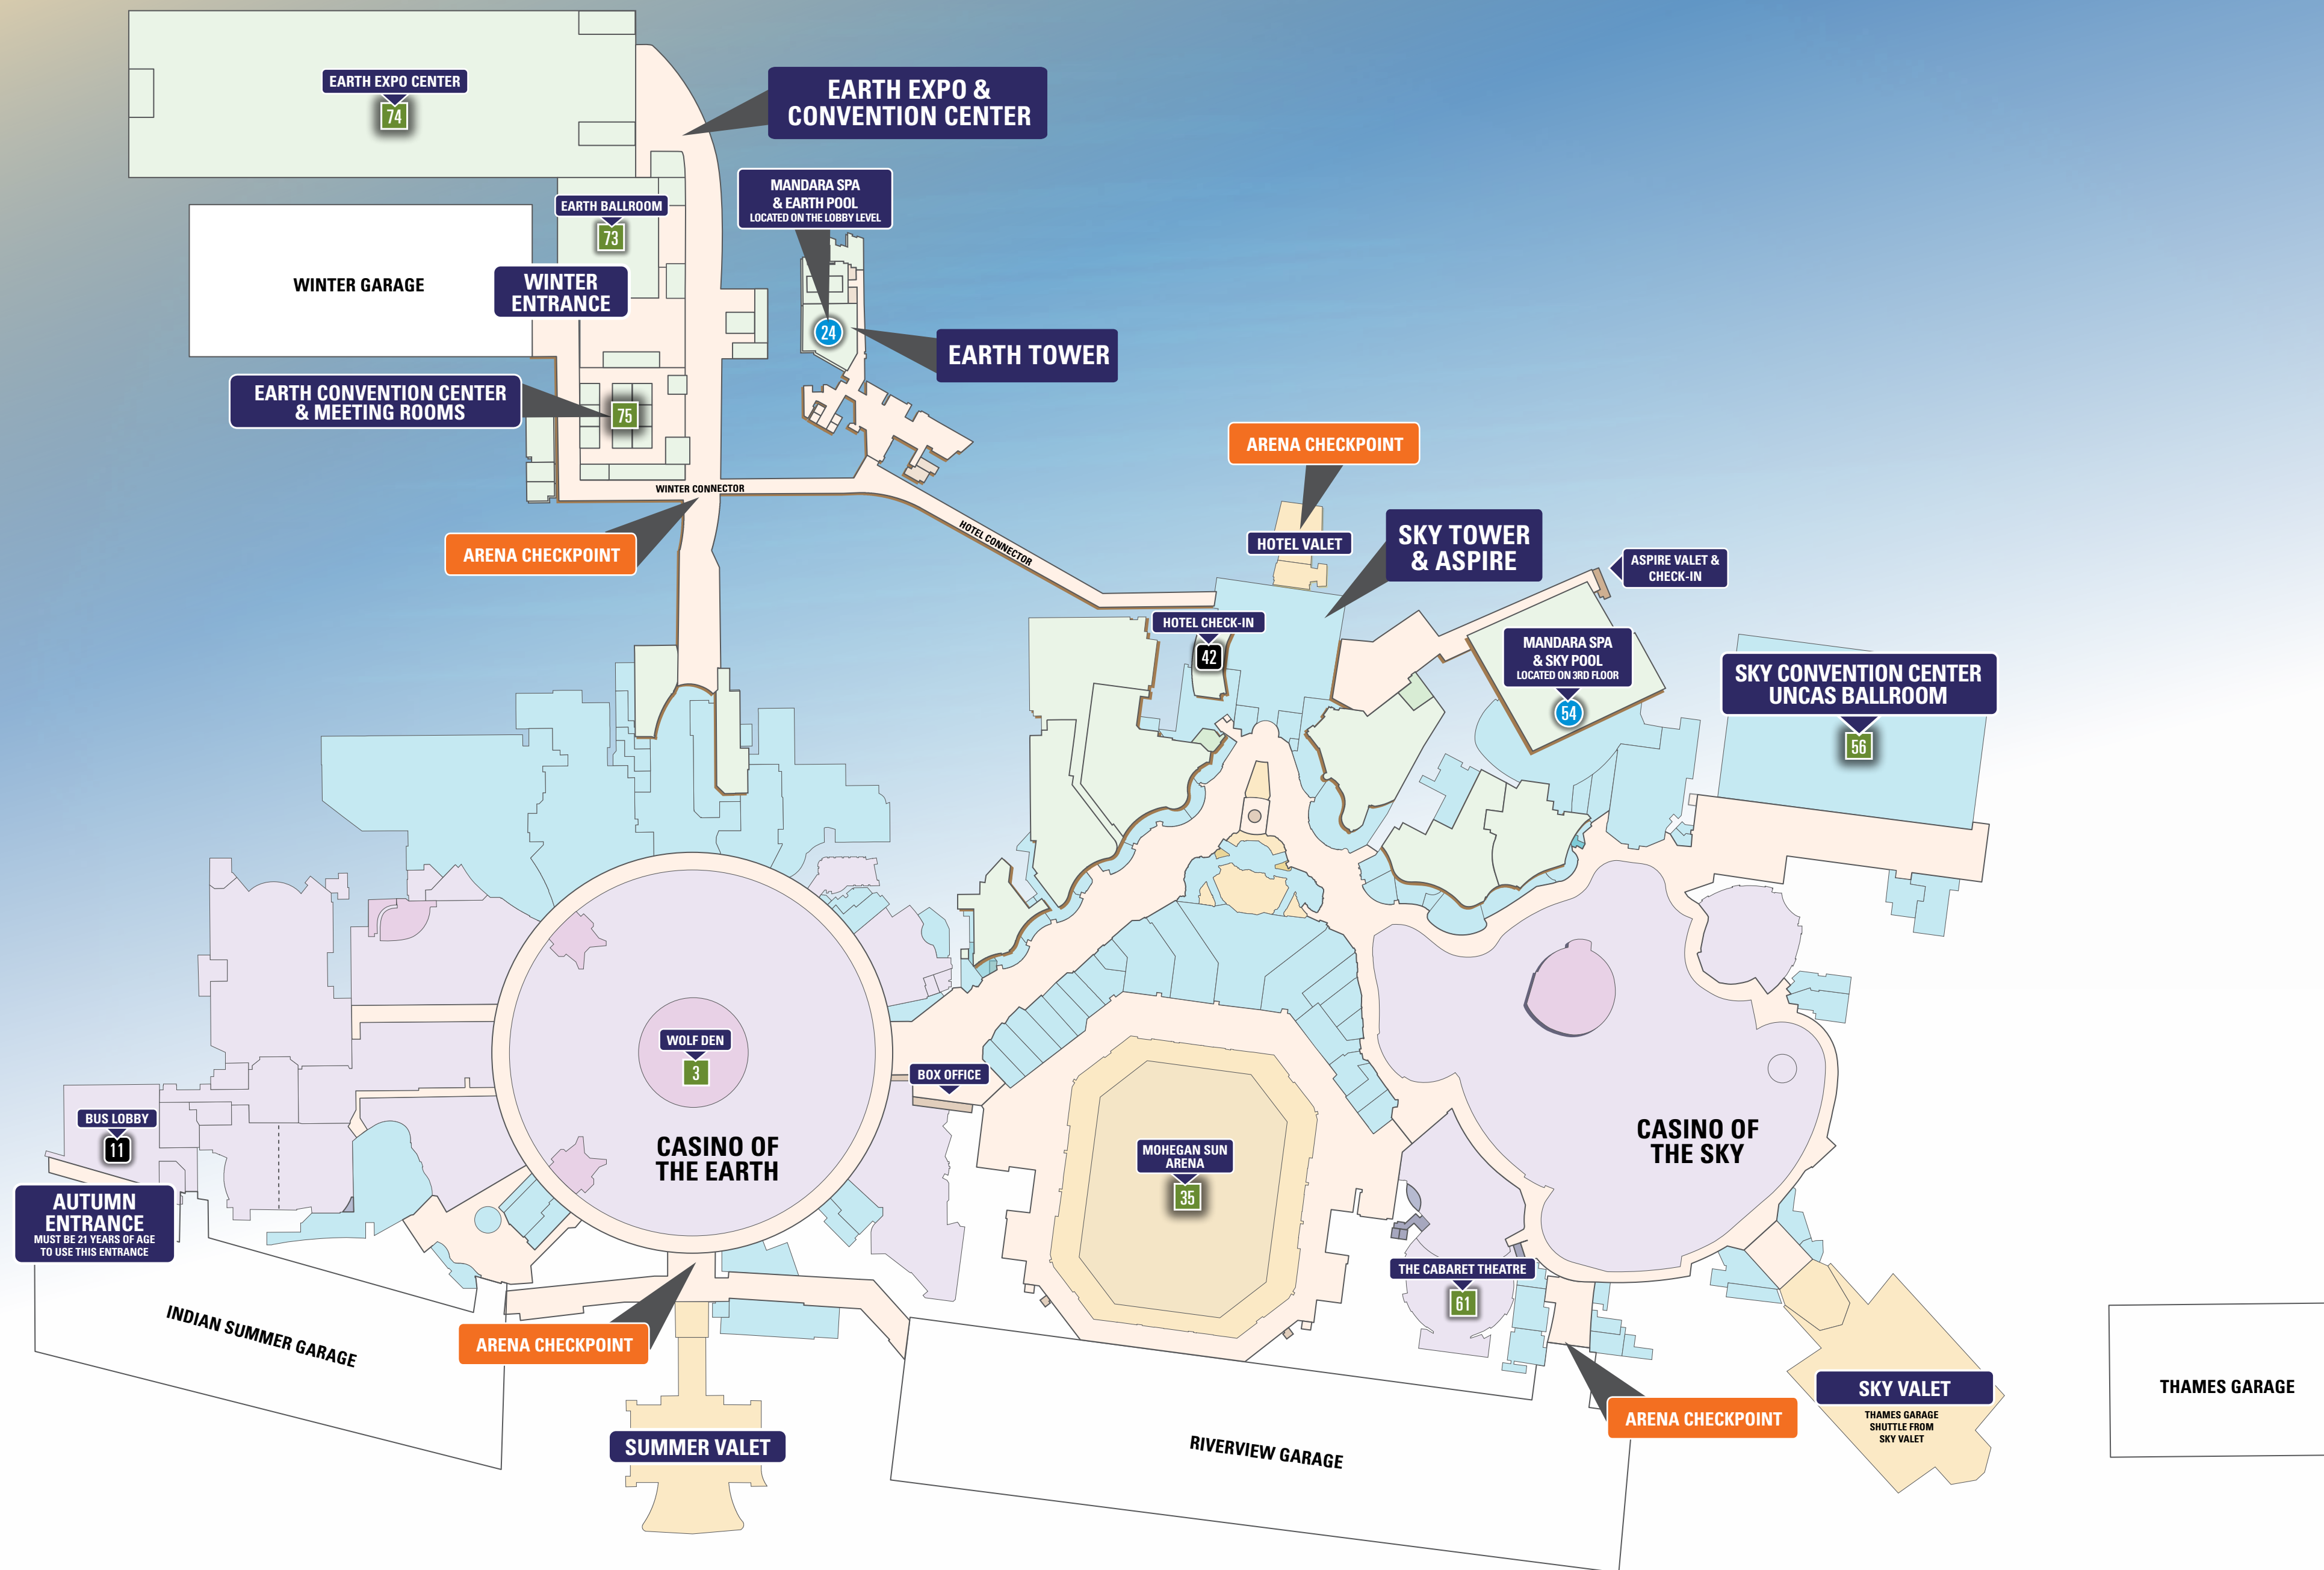 EARTH EXPO CENTER
74
EARTH EXPO &
CONVENTION CENTER
MANDARA SPA
& EARTH POOL
LOCATED ON THE LOBBY LEVEL
EARTH BALLROOM
73
WINTER GARAGE
WINTER
ENTRANCE
24
EARTH TOWER
EARTH CONVENTION CENTER
& MEETING ROOMS
75
WINTER CONNECTOR
ARENA CHECKPOINT
HOTEL CONNECTOR
ARENA CHECKPOINT
HOTEL VALET
SKY TOWER
& ASPIRE
ASPIRE VALET &
CHECK-IN
HOTEL CHECK-IN
42
MANDARA SPA
& SKY POOL
LOCATED ON 3RD FLOOR
54
SKY CONVENTION CENTER
UNCAS BALLROOM
56
WOLF DEN
3
BOX OFFICE
BUS LOBBY
11
CASINO OF
THE EARTH
MOHEGAN SUN
ARENA
35
CASINO OF
THE SKY
AUTUMN
ENTRANCE
MUST BE 21 YEARS OF AGE
TO USE THIS ENTRANCE
THE CABARET THEATRE
61
INDIAN SUMMER GARAGE
ARENA CHECKPOINT
SUMMER VALET
RIVERVIEW GARAGE
ARENA CHECKPOINT
SKY VALET
THAMES GARAGE
SHUTTLE FROM
SKY VALET
THAMES GARAGE